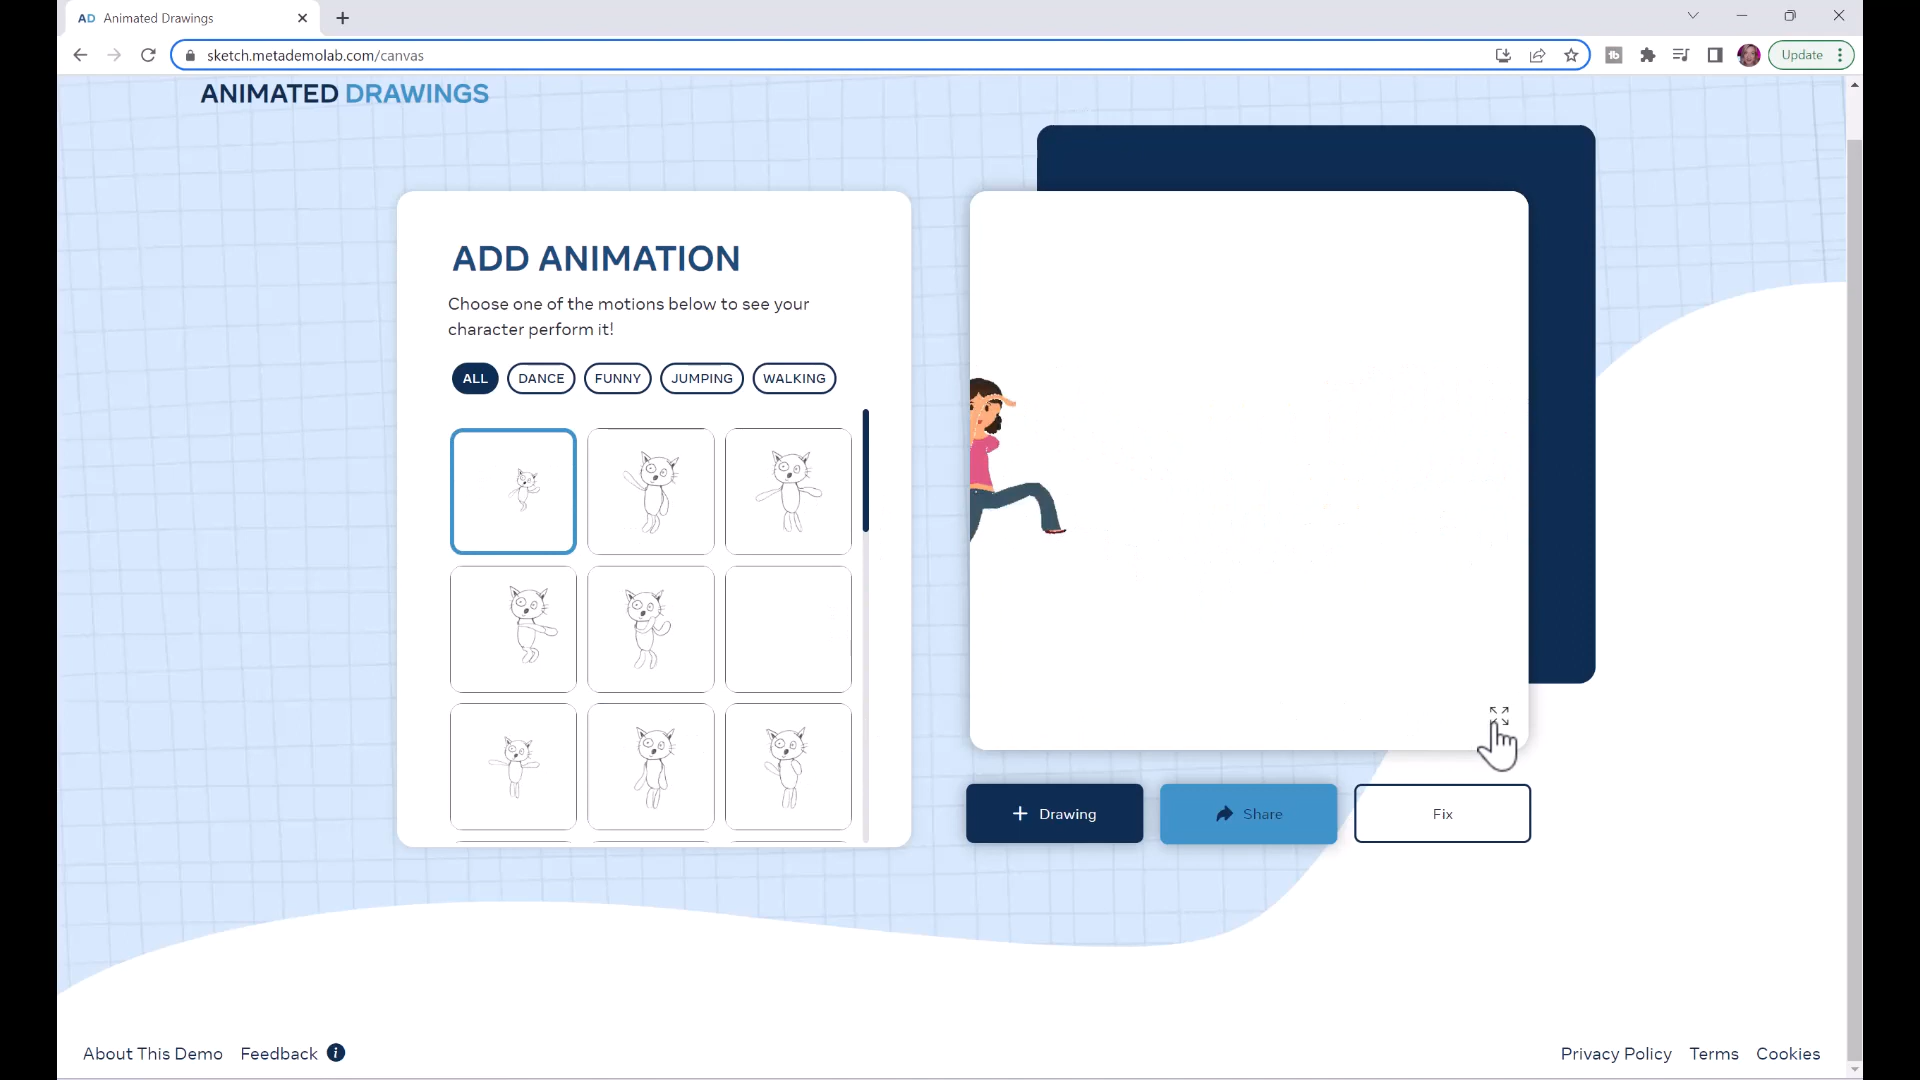 AD Animated Drawings
sketch.metademolab.com/canvas
tb
Update
ANIMATED DRAWINGS
ADD ANIMATION
Choose one of the motions below to see your
character perform it!
ALL DANCE FUNNY JUMPING WALKING
+ Drawing
Share
Fix
About This Demo Feedback i
Privacy Policy Terms Cookies